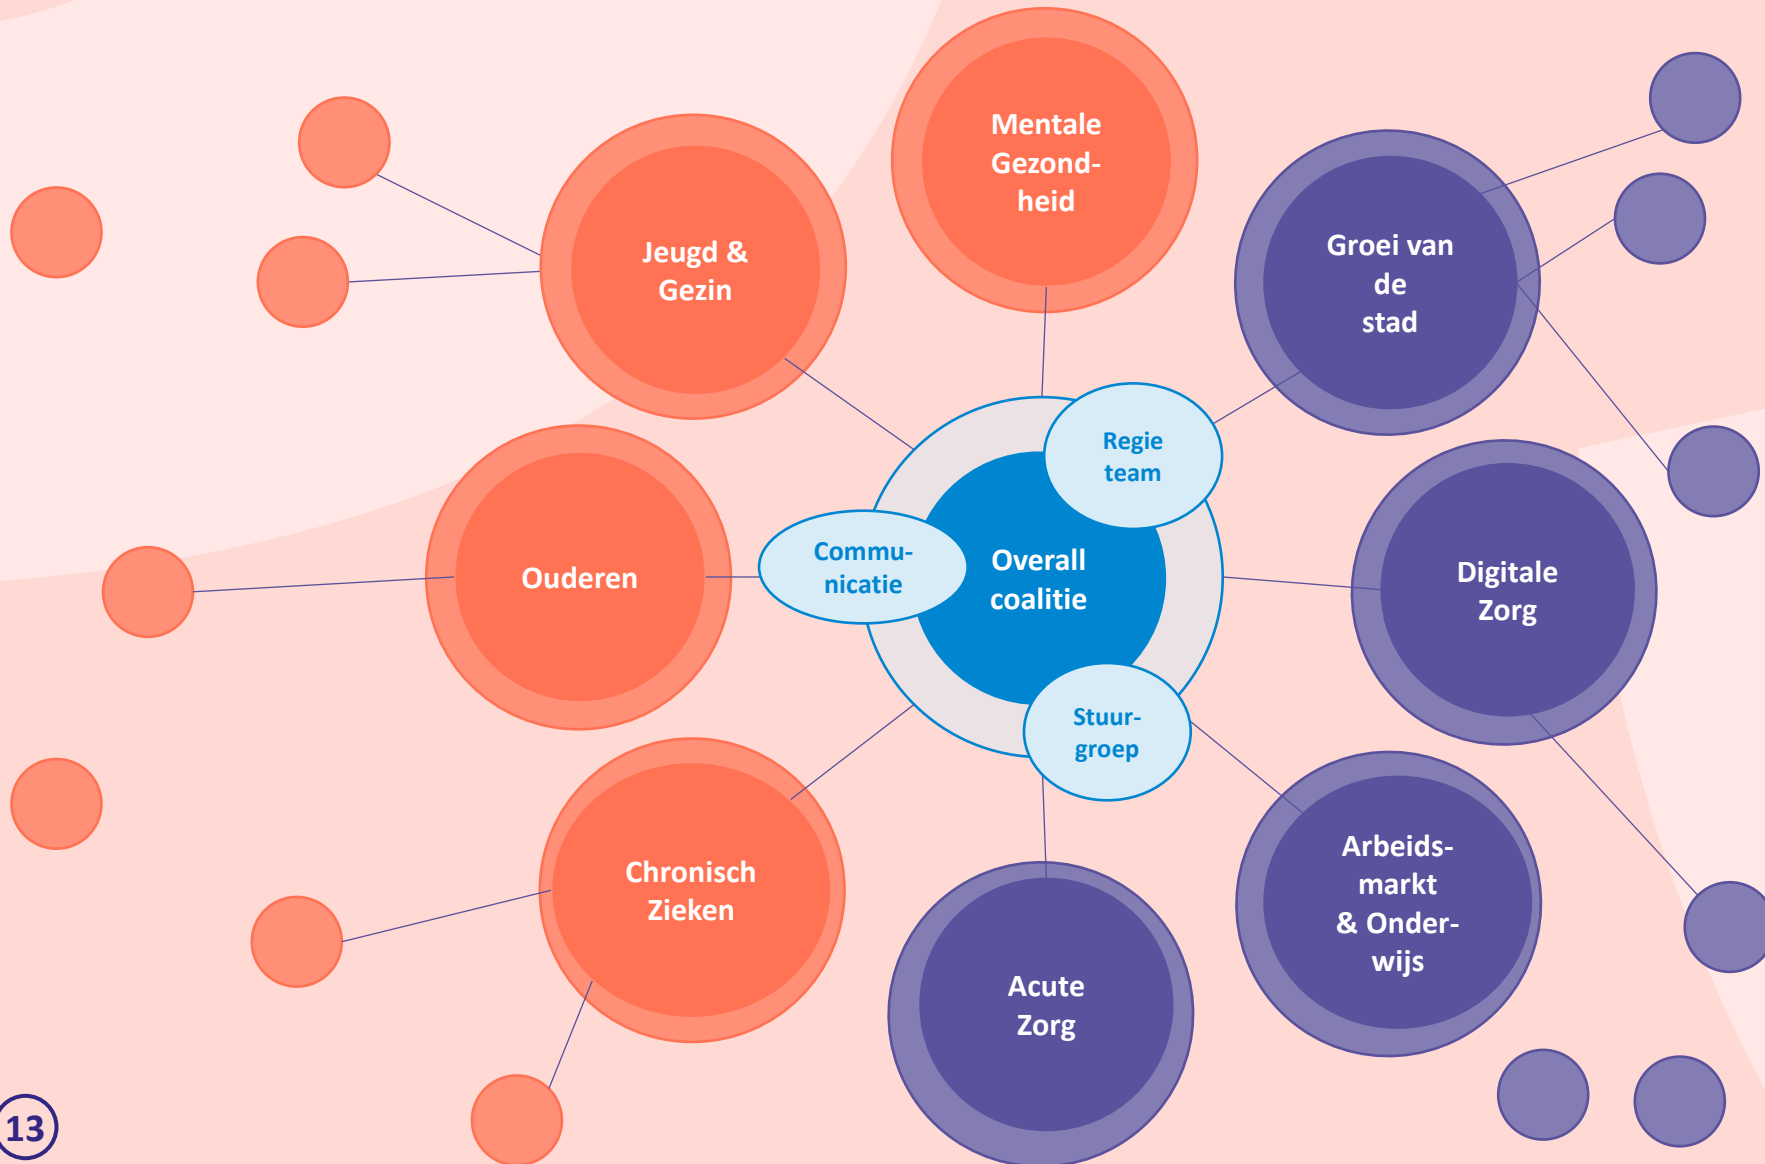 Mentale
Gezond-
heid
Jeugd &
Gezin
Groei van
de
stad
Regie
team
Ouderen
Commu-
nicatie
Overall
coalitie
Digitale
Zorg
Stuur-
groep
Chronisch
Zieken
Arbeids-
markt
& Onder-
wijs
Acute
Zorg
13